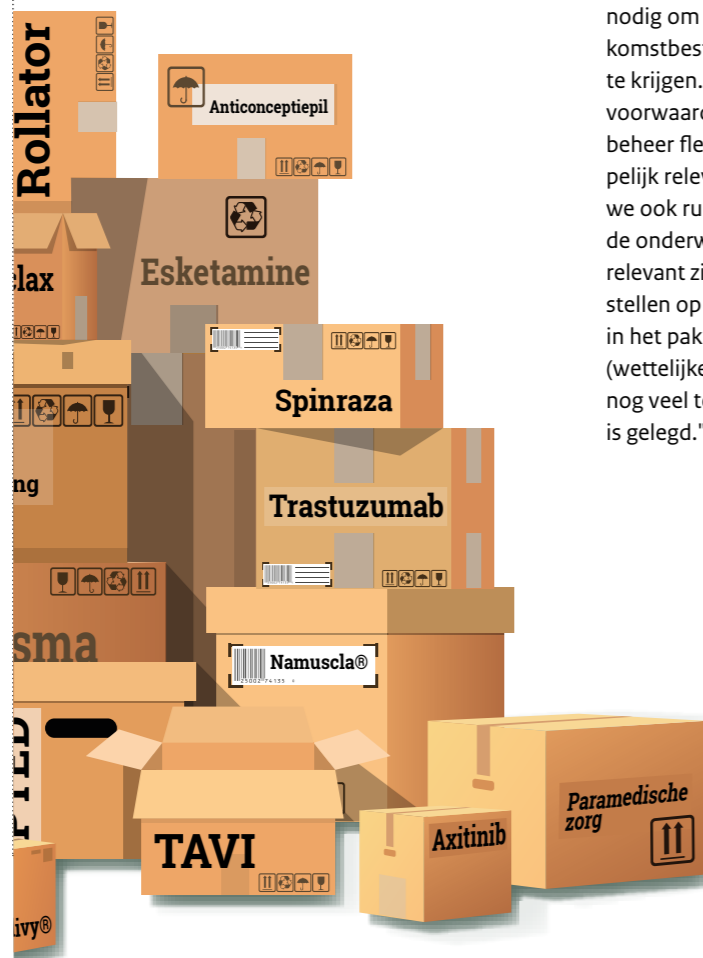 Rollator
Anticonceptiepil
elax
Esketamine
Spinraza
ng
Trastuzumab
sma
Namuscla®
TAVI
Axitinib
Paramedische
zorg
ivy®
nodig om
komstbest
te krijgen.
voorwaard
beheer fle
pelijk relev
we ook ru
de onderw
relevant zi
stellen op
in het pak
(wettelijke
nog veel t
is gelegd."